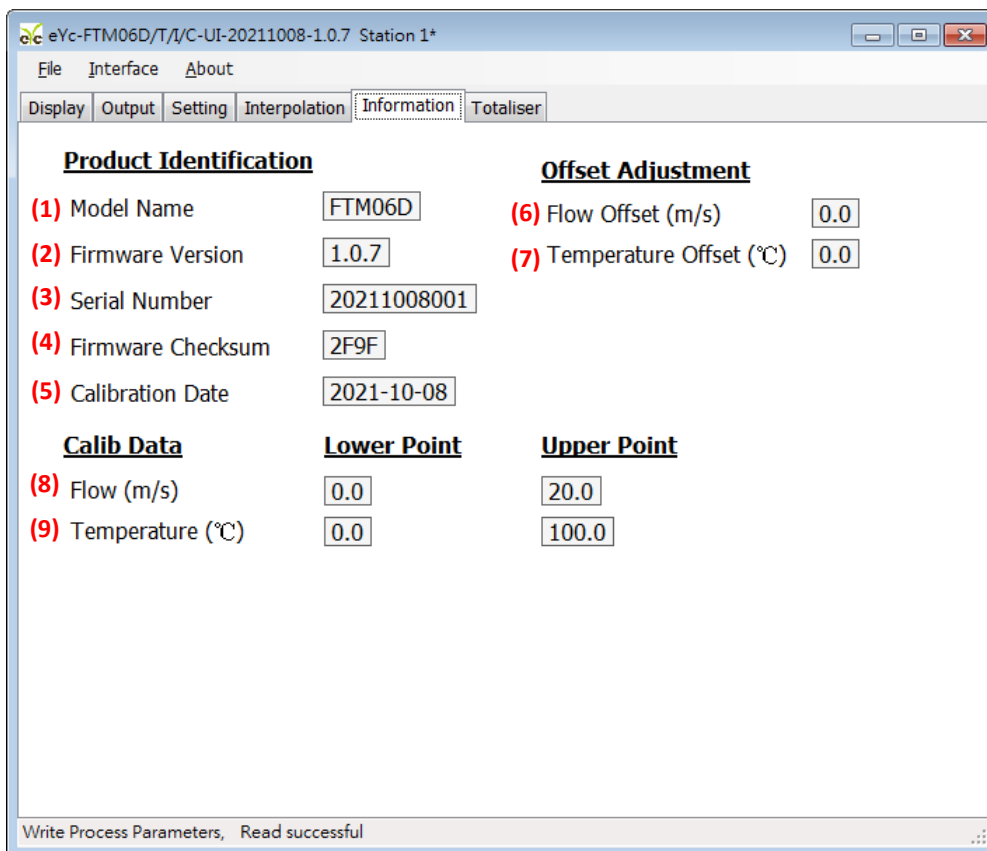 eYc eYc-FTM06D/T/I/C-UI-20211008-1.0.7 Station 1*
File Interface About
Display Output Setting Interpolation Information Totaliser
Product Identification
(1) Model Name FTM06D
(2) Firmware Version 1.0.7
(3) Serial Number 20211008001
(4) Firmware Checksum 2F9F
(5) Calibration Date 2021-10-08
Offset Adjustment
(6) Flow Offset (m/s) 0.0
(7) Temperature Offset (℃) 0.0
Calib Data Lower Point Upper Point
(8) Flow (m/s) 0.0 20.0
(9) Temperature (℃) 0.0 100.0
Write Process Parameters, Read successful